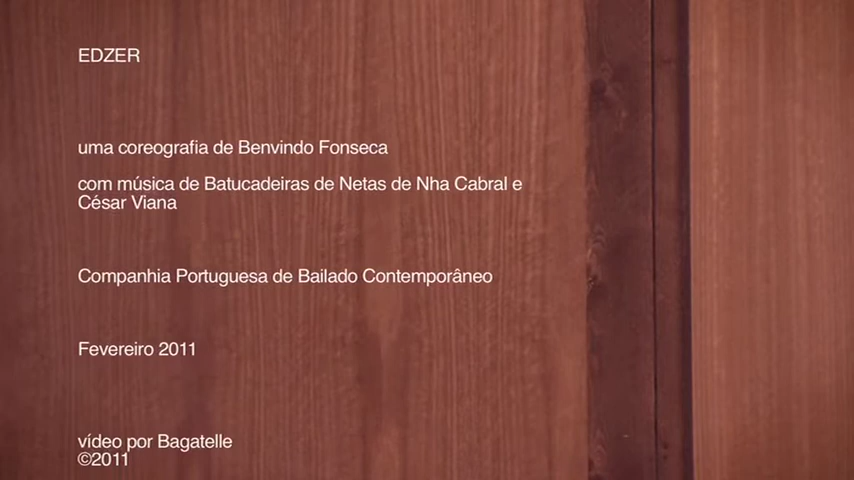 EDZER
uma coreografia de Benvindo Fonseca
com música de Batucadeiras de Netas de Nha Cabral e
César Viana
Companhia Portuguesa de Bailado Contemporâneo
Fevereiro 2011
vídeo por Bagatelle
©2011